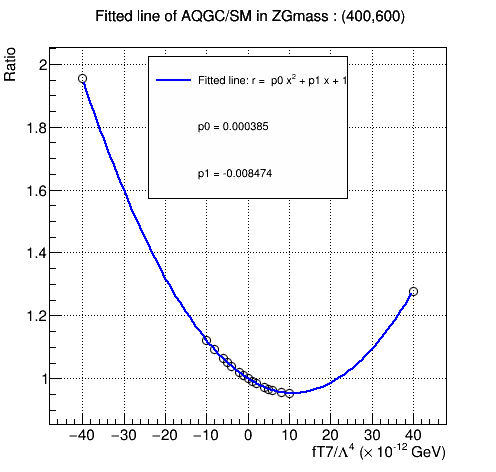 Fitted line of AQGC/SM in ZGmass : (400,600)
Ratio
Fitted line: r =  p0 x² + p1 x + 1
p0 = 0.000385
p1 = -0.008474
2
1.8
1.6
1.4
1.2
1
−40 −30 −20 −10 0 10 20 30 40
fT7/Λ⁴ (× 10⁻¹² GeV)